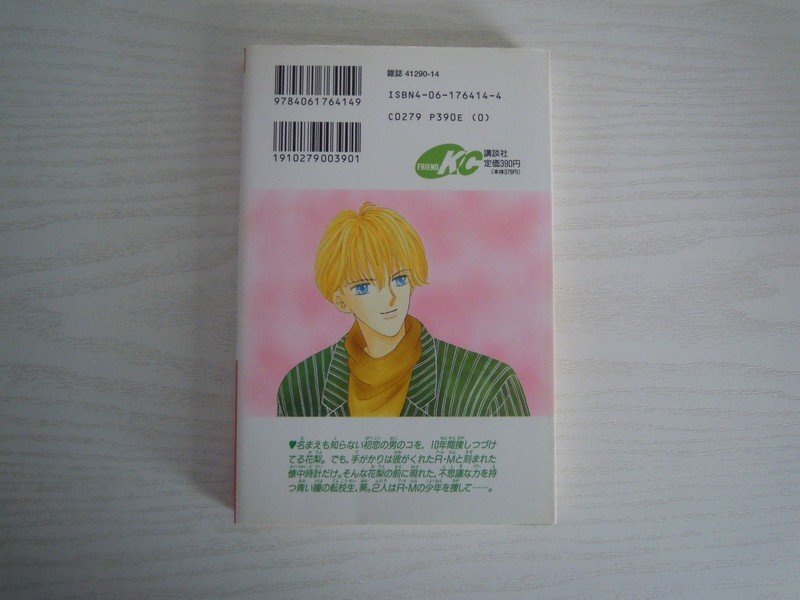 雑誌 41290-14
9784061764149
ISBN4-06-176414-4
C0279 P390E (0)
1910279003901
FRIEND KC
講談社
定価390円
(本体379円)
♥名まえも知らない初恋の男のコを、10年間捜しつづけ
てる花梨。でも、手がかりは彼がくれたR・Mと刻まれた
懐中時計だけ。そんな花梨の前に現れた、不思議な力を持
つ青い瞳の転校生、葵。2人はR・Mの少年を捜して……。